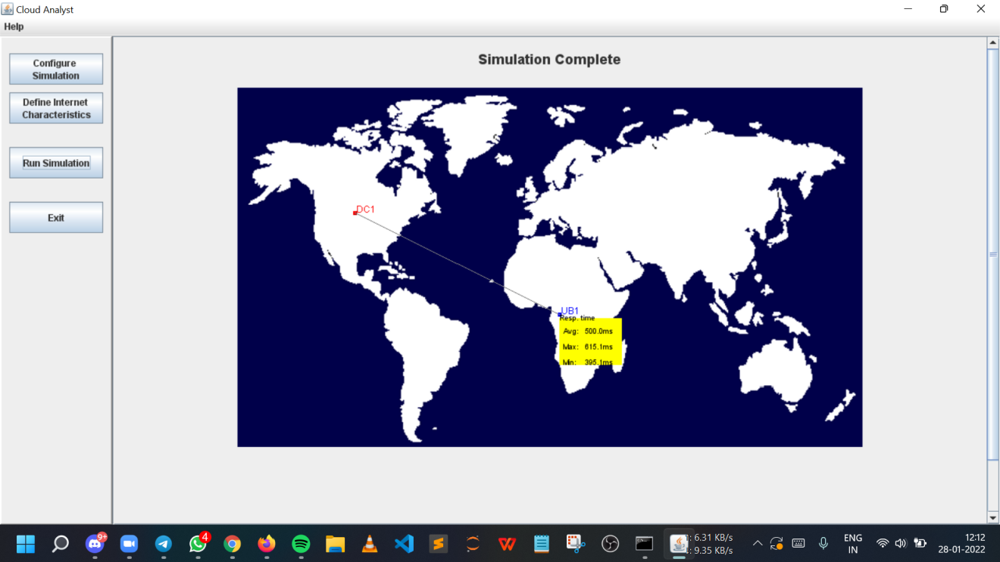 Cloud Analyst
Help
Configure
Simulation
Define Internet
Characteristics
Run Simulation
Exit
Simulation Complete
DC1
UB1
Resp. time
Avg: 500.0ms
Max: 615.1ms
Min: 395.1ms
9+
4
: 6.31 KB/s
: 9.35 KB/s
ENG
IN
12:12
28-01-2022